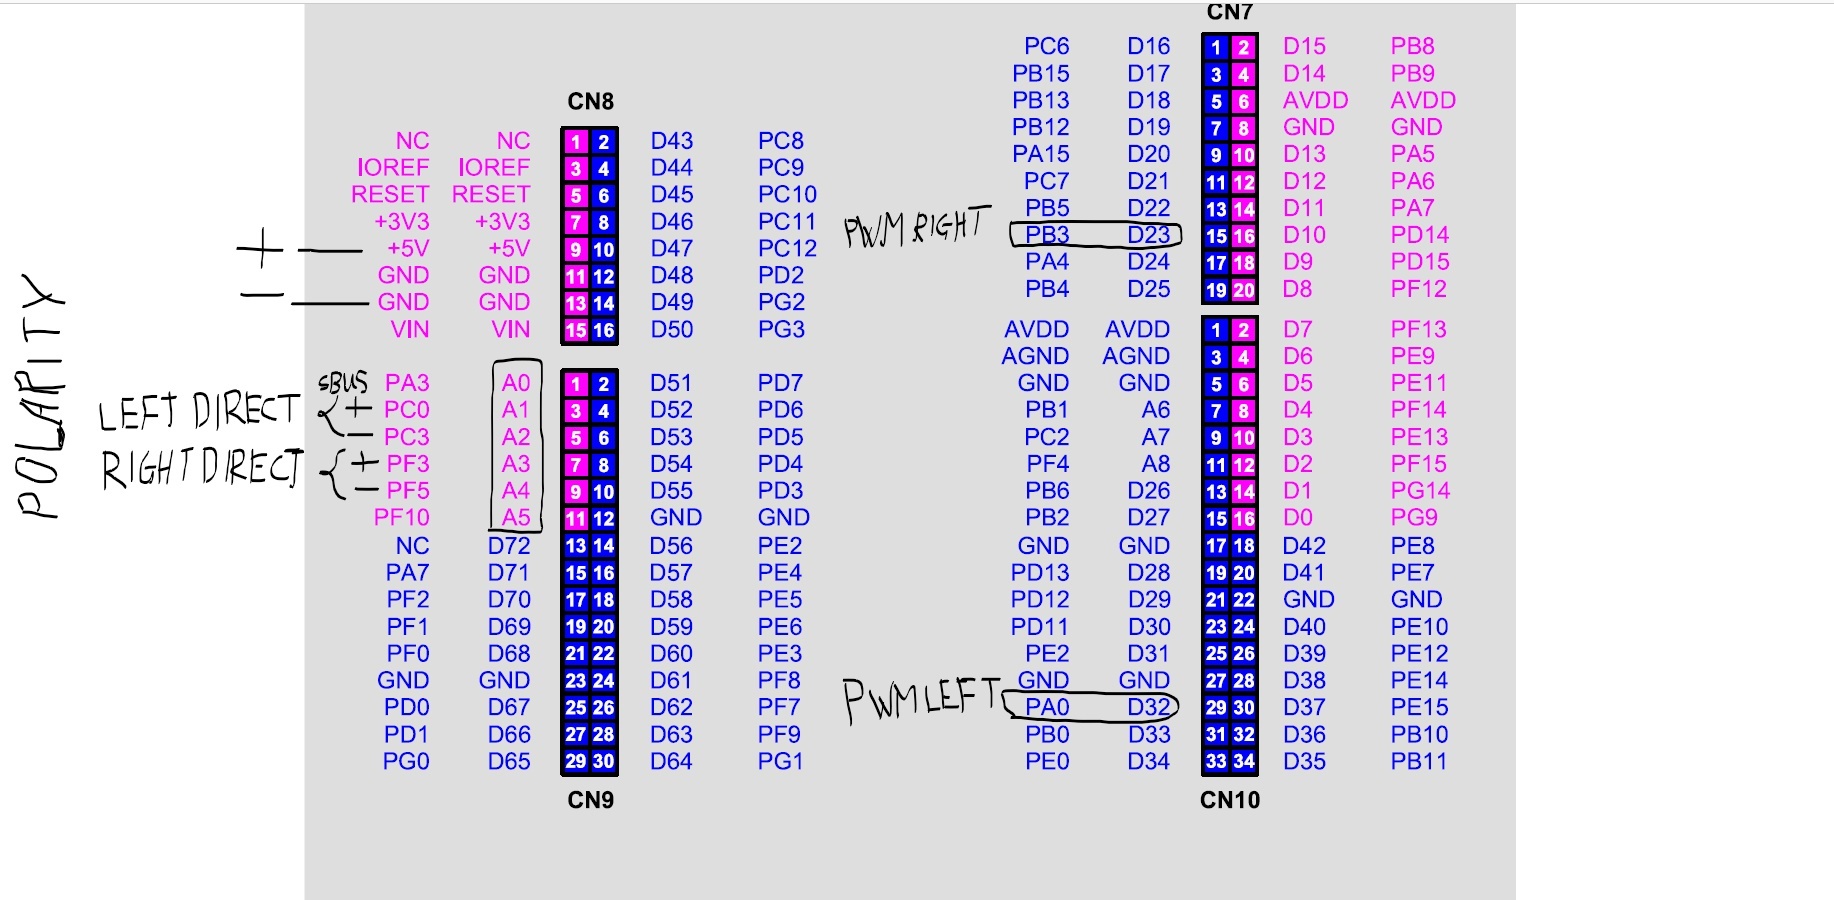 POLARITY
+
−
CN8
NC NC 1 2 D43 PC8
IOREF IOREF 3 4 D44 PC9
RESET RESET 5 6 D45 PC10
+3V3 +3V3 7 8 D46 PC11
+5V +5V 9 10 D47 PC12
GND GND 11 12 D48 PD2
GND GND 13 14 D49 PG2
VIN VIN 15 16 D50 PG3
LEFT DIRECT
RIGHT DIRECT
SBUS PA3 A0 1 2 D51 PD7
+ PC0 A1 3 4 D52 PD6
− PC3 A2 5 6 D53 PD5
+ PF3 A3 7 8 D54 PD4
− PF5 A4 9 10 D55 PD3
PF10 A5 11 12 GND GND
NC D72 13 14 D56 PE2
PA7 D71 15 16 D57 PE4
PF2 D70 17 18 D58 PE5
PF1 D69 19 20 D59 PE6
PF0 D68 21 22 D60 PE3
GND GND 23 24 D61 PF8
PD0 D67 25 26 D62 PF7
PD1 D66 27 28 D63 PF9
PG0 D65 29 30 D64 PG1
CN9
CN7
PC6 D16 1 2 D15 PB8
PB15 D17 3 4 D14 PB9
PB13 D18 5 6 AVDD AVDD
PB12 D19 7 8 GND GND
PA15 D20 9 10 D13 PA5
PC7 D21 11 12 D12 PA6
PB5 D22 13 14 D11 PA7
PWM RIGHT PB3 D23 15 16 D10 PD14
PA4 D24 17 18 D9 PD15
PB4 D25 19 20 D8 PF12
AVDD AVDD 1 2 D7 PF13
AGND AGND 3 4 D6 PE9
GND GND 5 6 D5 PE11
PB1 A6 7 8 D4 PF14
PC2 A7 9 10 D3 PE13
PF4 A8 11 12 D2 PF15
PB6 D26 13 14 D1 PG14
PB2 D27 15 16 D0 PG9
GND GND 17 18 D42 PE8
PD13 D28 19 20 D41 PE7
PD12 D29 21 22 GND GND
PD11 D30 23 24 D40 PE10
PE2 D31 25 26 D39 PE12
GND GND 27 28 D38 PE14
PWM LEFT PA0 D32 29 30 D37 PE15
PB0 D33 31 32 D36 PB10
PE0 D34 33 34 D35 PB11
CN10